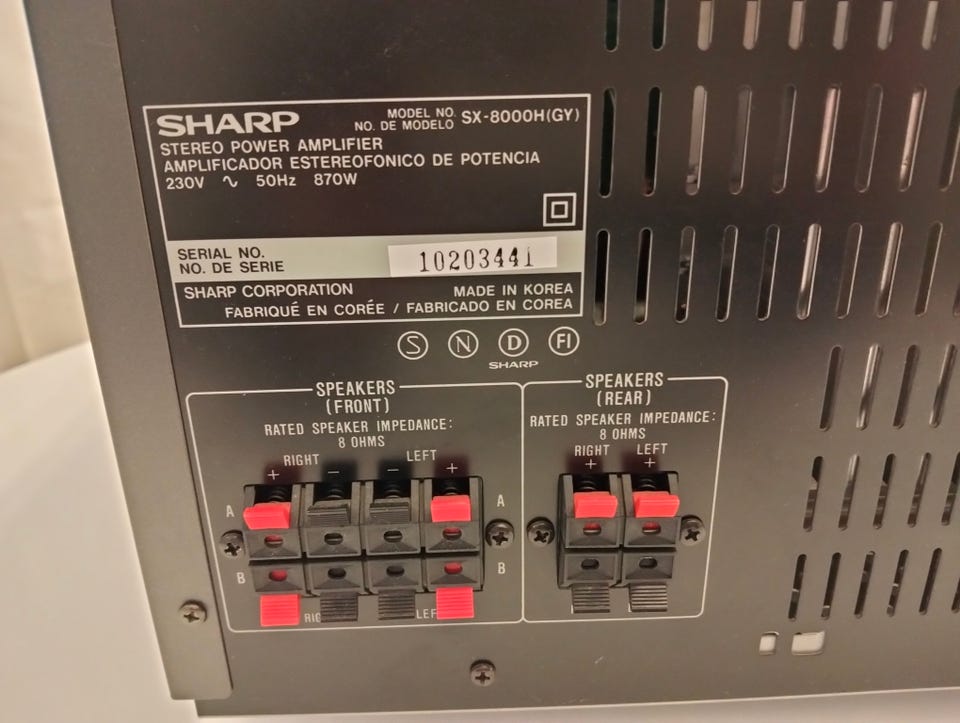 SHARP MODEL NO. SX-8000H(GY)
NO. DE MODELO
STEREO POWER AMPLIFIER
AMPLIFICADOR ESTEREOFONICO DE POTENCIA
230V ∿ 50Hz 870W
SERIAL NO. 10203441
NO. DE SERIE
SHARP CORPORATION MADE IN KOREA
FABRIQUÉ EN CORÉE / FABRICADO EN COREA
S N D FI
SHARP
SPEAKERS
(FRONT)
RATED SPEAKER IMPEDANCE:
8 OHMS
RIGHT LEFT
+ − − +
A A
B B
SPEAKERS
(REAR)
RATED SPEAKER IMPEDANCE:
8 OHMS
RIGHT LEFT
+ +